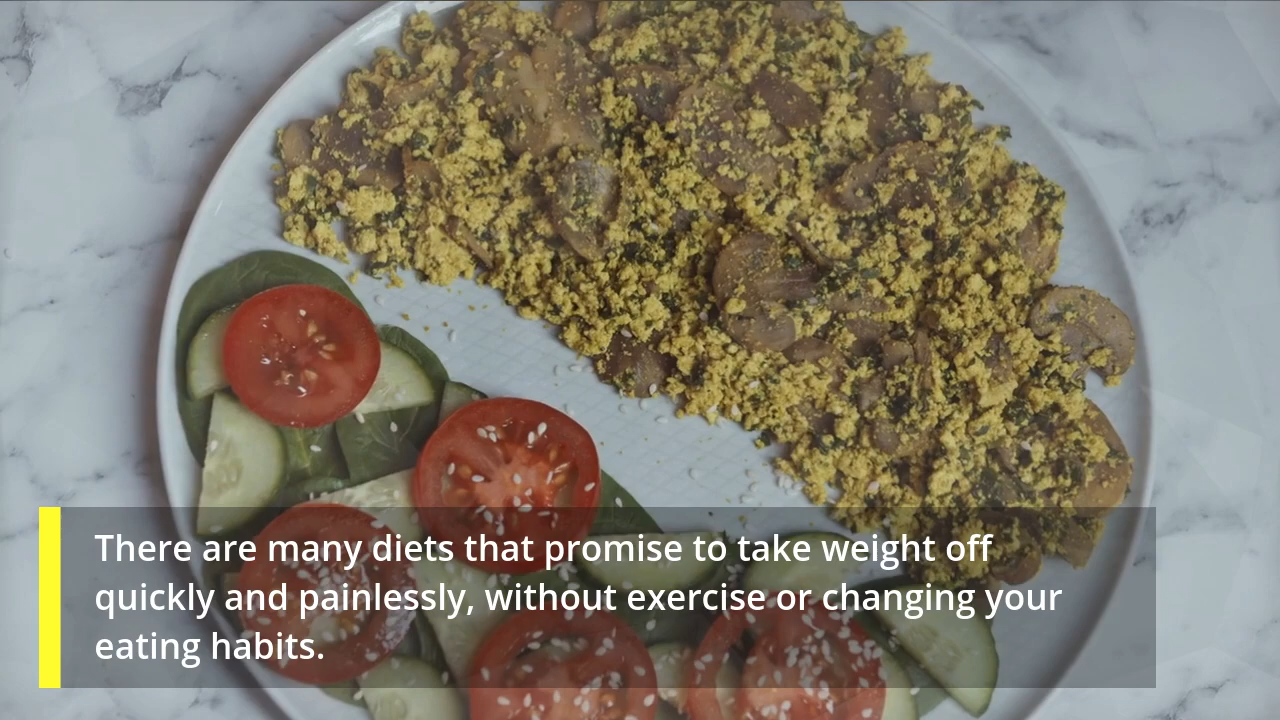 There are many diets that promise to take weight off
quickly and painlessly, without exercise or changing your
eating habits.